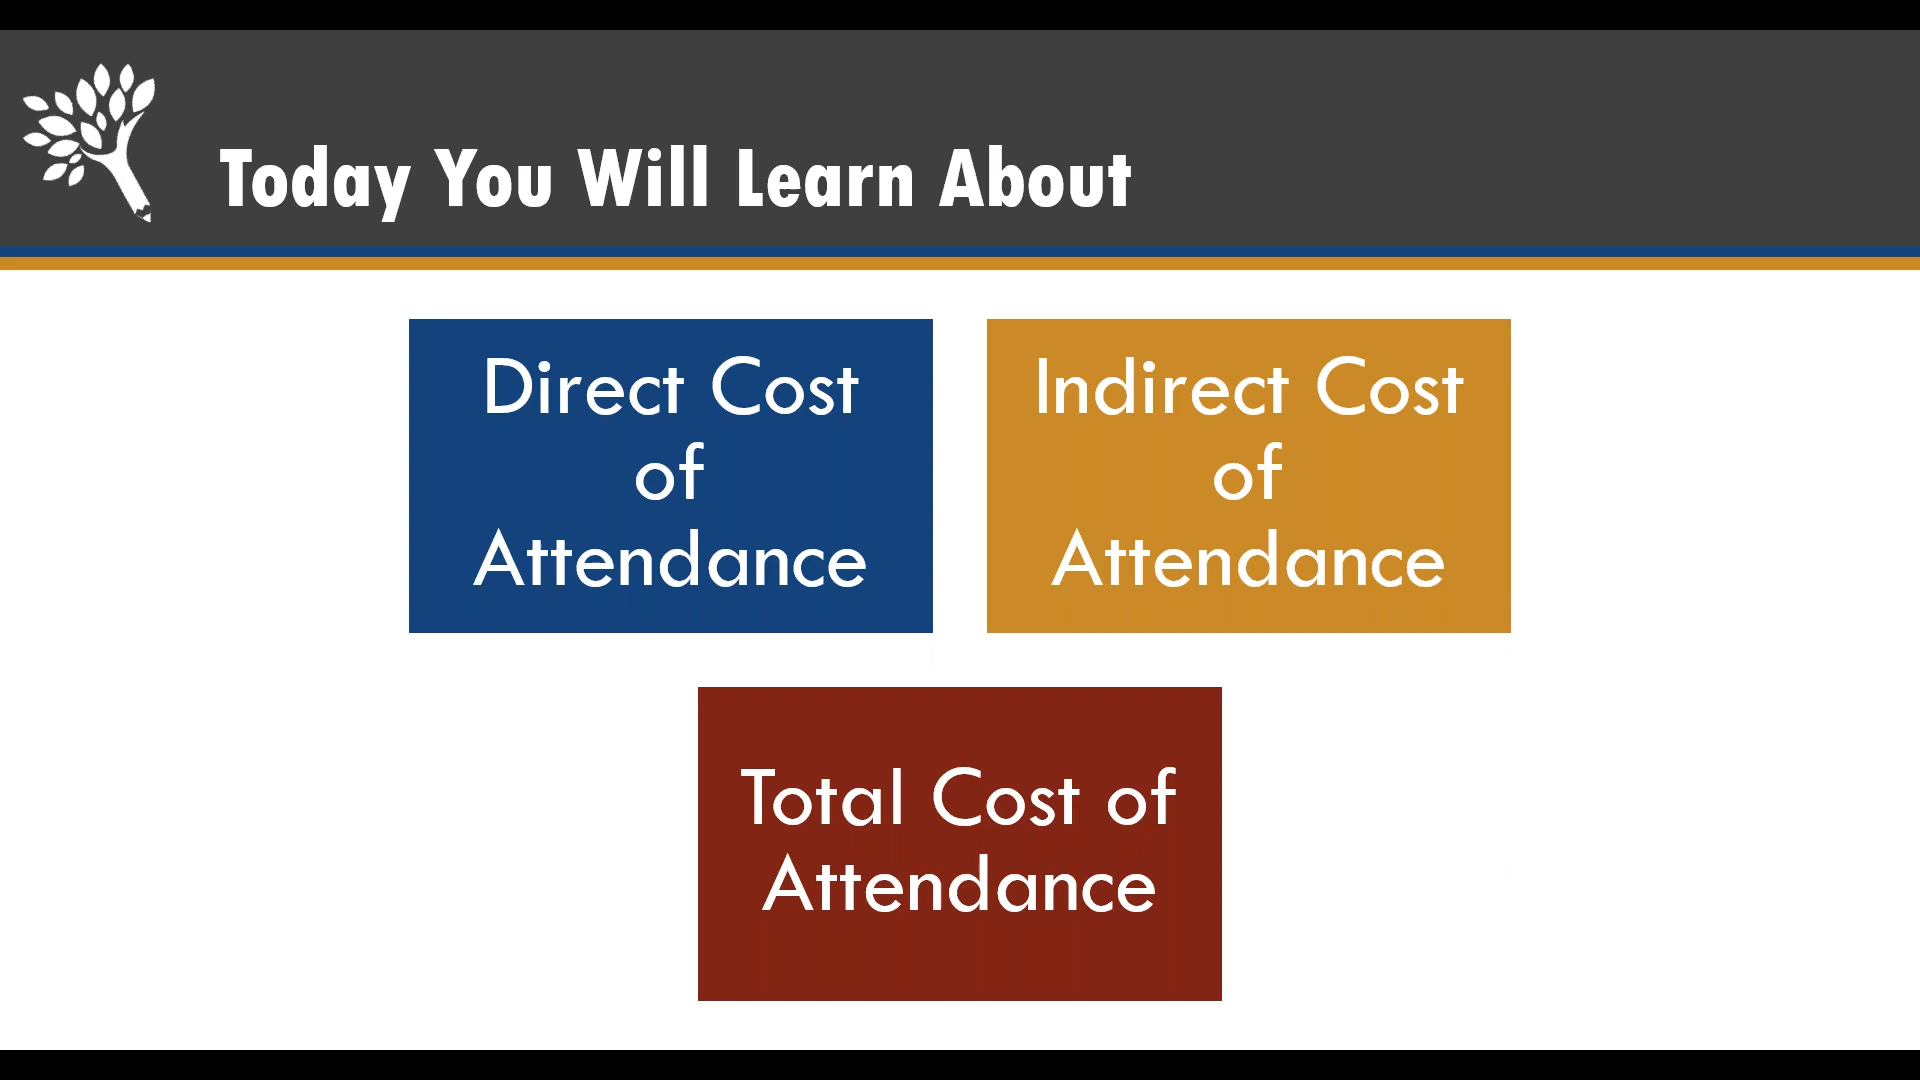 Today You Will Learn About
Direct Cost
of
Attendance
Indirect Cost
of
Attendance
Total Cost of
Attendance